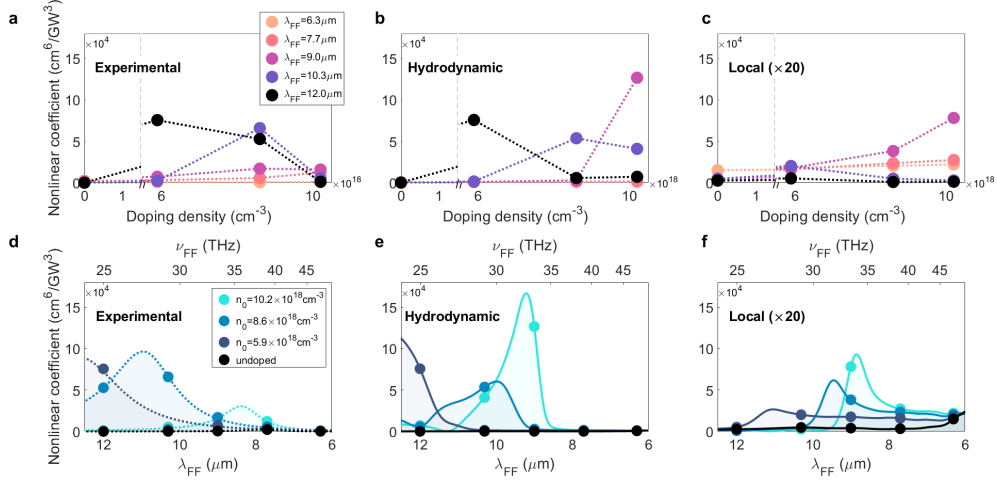 a
b
c
Nonlinear coefficient (cm⁶/GW³)
×10⁴
15
10
5
0
Experimental
λFF=6.3μm
λFF=7.7μm
λFF=9.0μm
λFF=10.3μm
λFF=12.0μm
0
1
6
10
×10¹⁸
Doping density (cm⁻³)
×10⁴
15
10
5
0
Hydrodynamic
0
1
6
10
×10¹⁸
Doping density (cm⁻³)
×10⁴
15
10
5
0
Local (×20)
0
1
6
10
×10¹⁸
Doping density (cm⁻³)
d
e
f
νFF (THz)
25
30
35
40
45
Nonlinear coefficient (cm⁶/GW³)
×10⁴
15
10
5
0
Experimental
n₀=10.2×10¹⁸cm⁻³
n₀=8.6×10¹⁸cm⁻³
n₀=5.9×10¹⁸cm⁻³
undoped
12
10
8
6
λFF (μm)
νFF (THz)
25
30
35
40
45
×10⁴
15
10
5
0
Hydrodynamic
12
10
8
6
λFF (μm)
νFF (THz)
25
30
35
40
45
×10⁴
15
10
5
0
Local (×20)
12
10
8
6
λFF (μm)